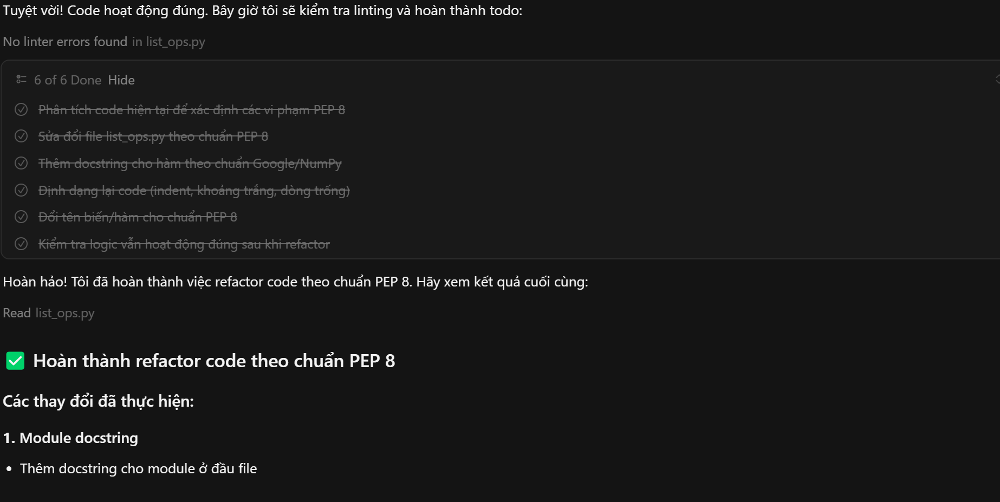 Tuyệt vời! Code hoạt động đúng. Bây giờ tôi sẽ kiểm tra linting và hoàn thành todo:
No linter errors found in list_ops.py
6 of 6 Done Hide
Phân tích code hiện tại để xác định các vi phạm PEP 8
Sửa đổi file list_ops.py theo chuẩn PEP 8
Thêm docstring cho hàm theo chuẩn Google/NumPy
Định dạng lại code (indent, khoảng trắng, dòng trống)
Đổi tên biến/hàm cho chuẩn PEP 8
Kiểm tra logic vẫn hoạt động đúng sau khi refactor
Hoàn hảo! Tôi đã hoàn thành việc refactor code theo chuẩn PEP 8. Hãy xem kết quả cuối cùng:
Read list_ops.py
Hoàn thành refactor code theo chuẩn PEP 8
Các thay đổi đã thực hiện:
1. Module docstring
• Thêm docstring cho module ở đầu file